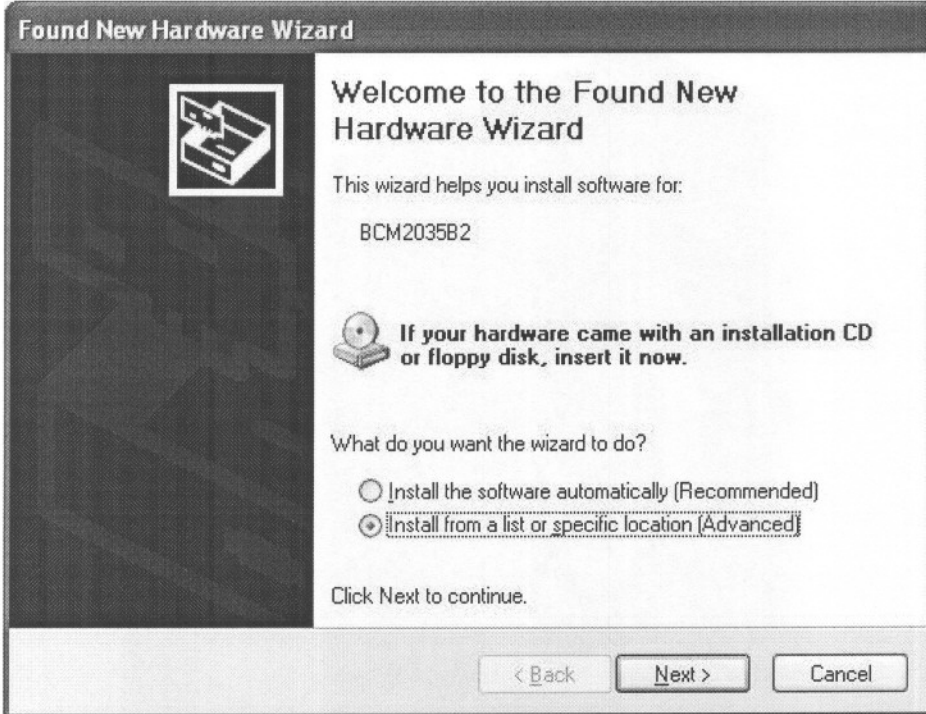 Found New Hardware Wizard
Welcome to the Found New
Hardware Wizard
This wizard helps you install software for:
BCM2035B2
If your hardware came with an installation CD
or floppy disk, insert it now.
What do you want the wizard to do?
Install the software automatically (Recommended)
Install from a list or specific location (Advanced)
Click Next to continue.
< Back
Next >
Cancel